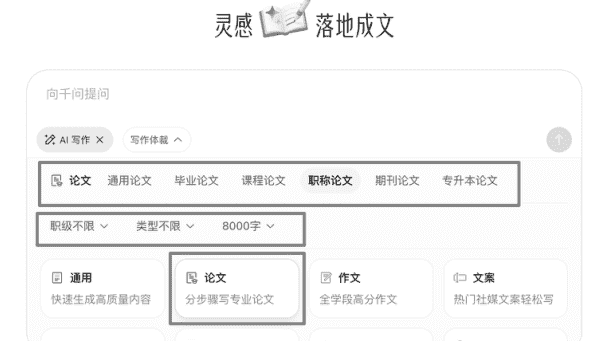 灵感 落地成文
向千问提问
AI 写作 × 写作体裁
论文 通用论文 毕业论文 课程论文 职称论文 期刊论文 专升本论文
职级不限 类型不限 8000字
通用 论文 作文 文案
快速生成高质量内容 分步骤写专业论文 全学段高分作文 热门社媒文案轻松写